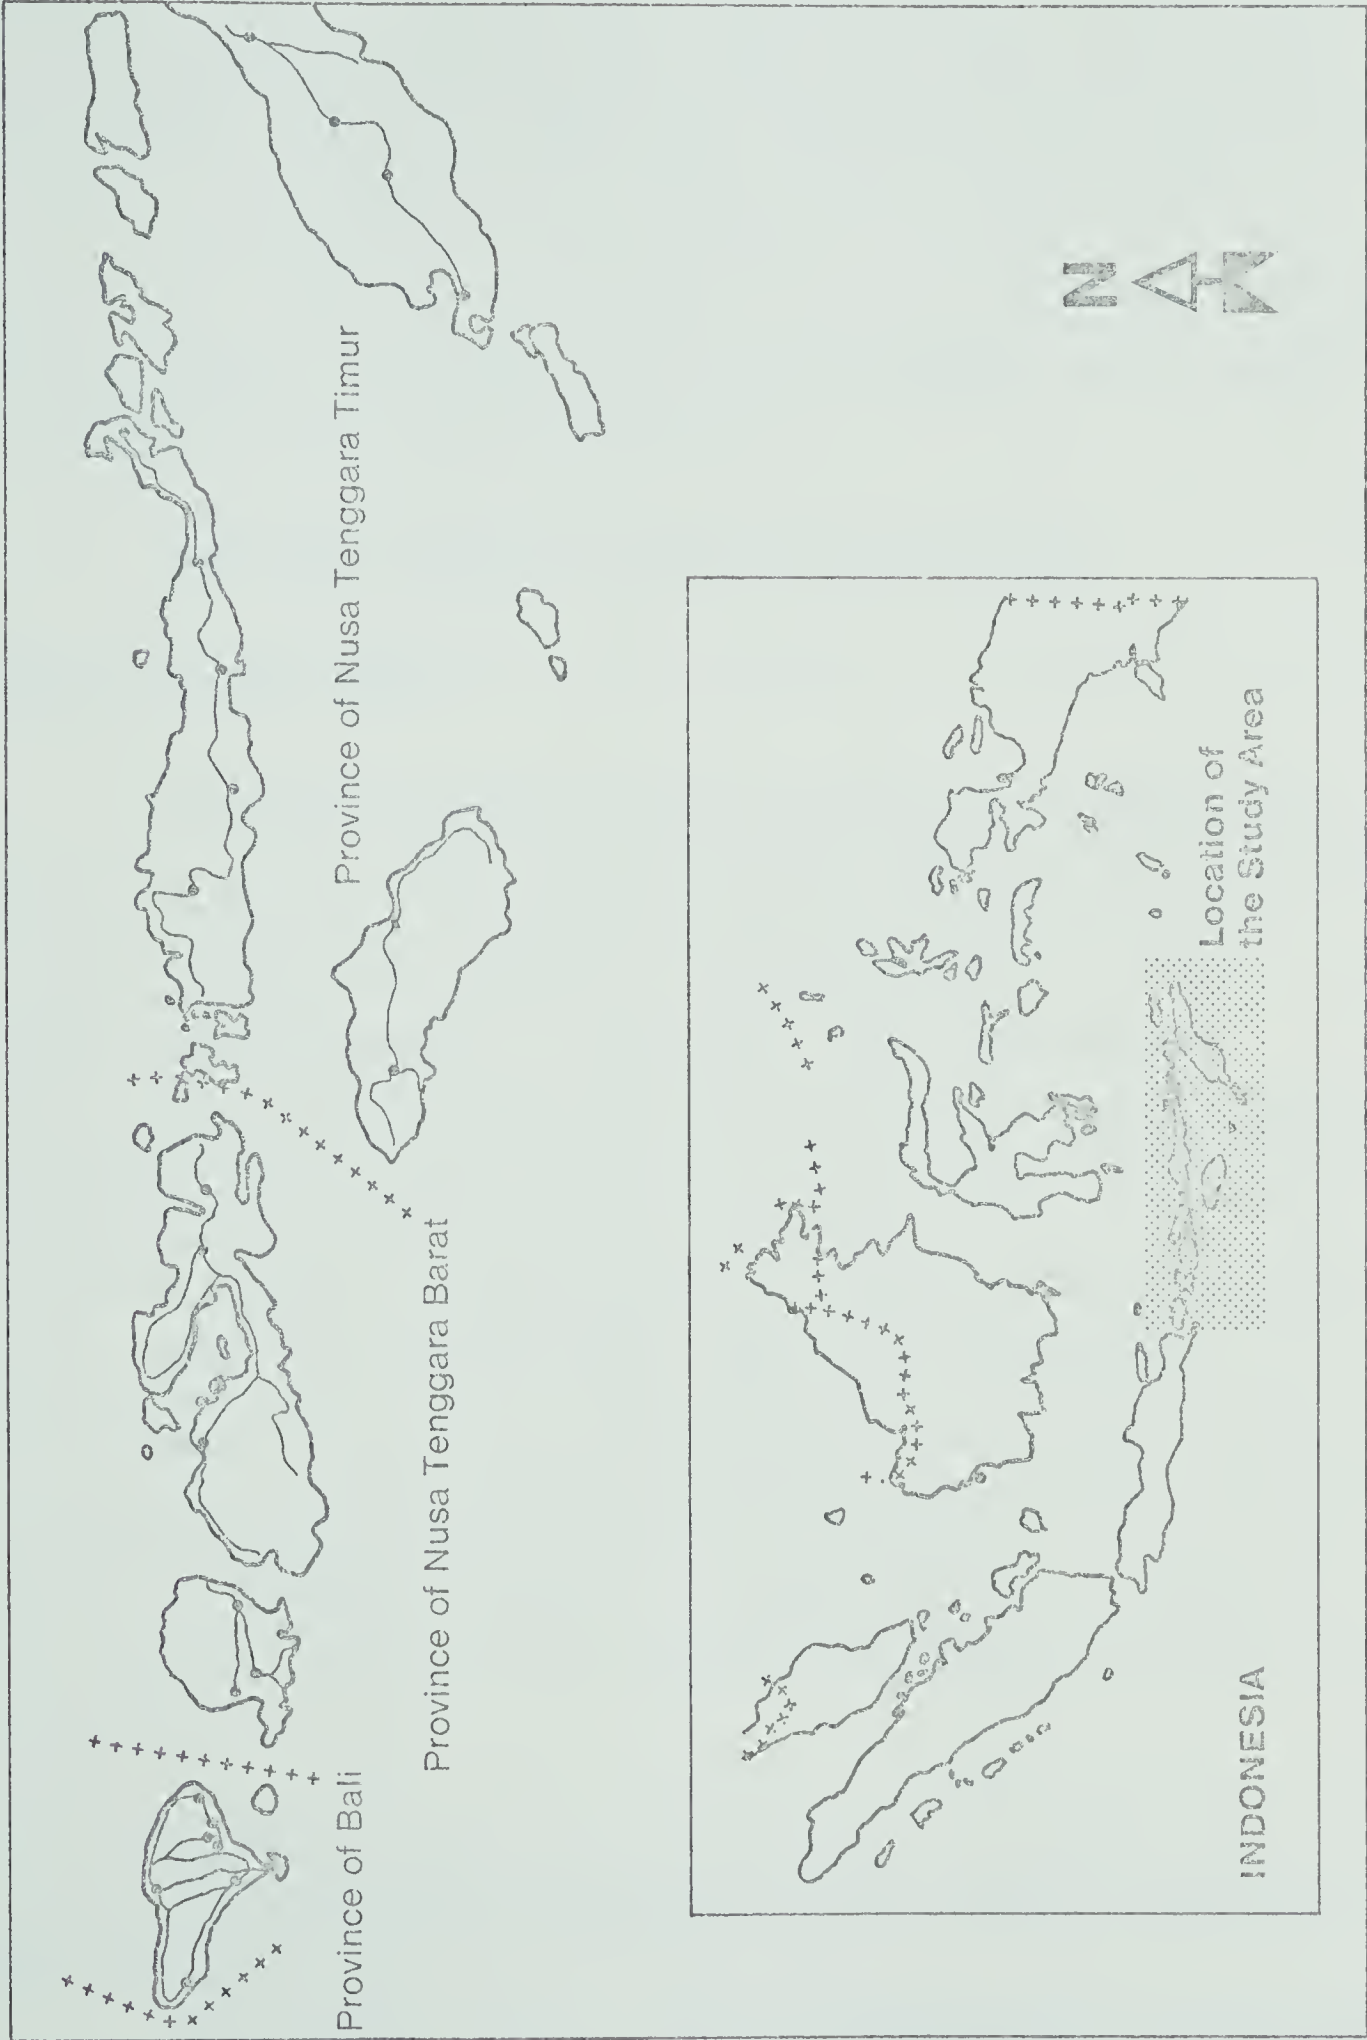 Province of Bali
Province of Nusa Tenggara Barat
Province of Nusa Tenggara Timur
N
INDONESIA
Location of
the Study Area